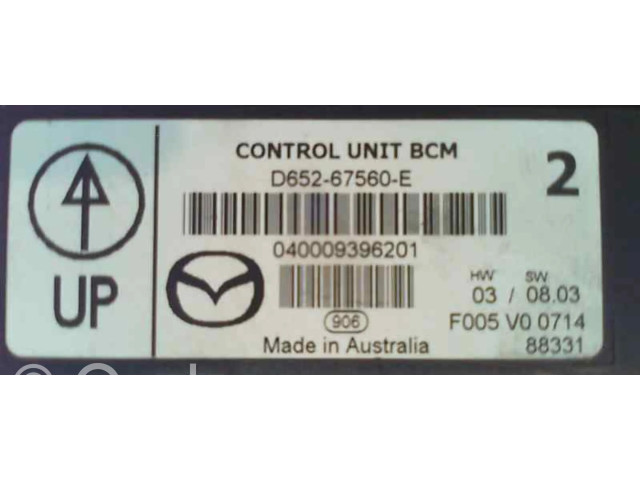 UP
CONTROL UNIT BCM
D652-67560-E
2
040009396201
HW SW
03 / 08.03
906
F005 V0 0714
Made in Australia
88331